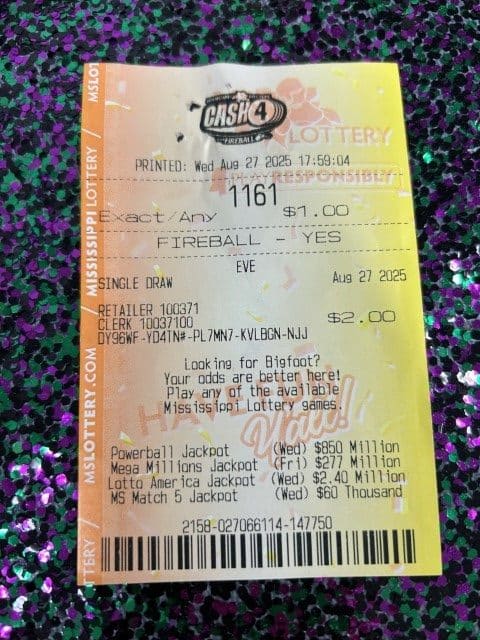 CASH 4
FIREBALL
LOTTERY
PRINTED: Wed Aug 27 2025 17:59:04
PLAY RESPONSIBLY
1161
Exact/Any $1.00
FIREBALL - YES
EVE
SINGLE DRAW Aug 27 2025
RETAILER 100371
CLERK 10037100 $2.00
DY96WF-YD4TN#-PL7MN7-KVLBGN-NJJ
Looking for Bigfoot?
Your odds are better here!
Play any of the available
Mississippi Lottery games.
Y'all!
Powerball Jackpot (Wed) $850 Million
Mega Millions Jackpot (Fri) $277 Million
Lotto America Jackpot (Wed) $2.40 Million
MS Match 5 Jackpot (Wed) $60 Thousand
2158-027066114-147750
TTERY / MSLOTTERY.COM / MISSISSIPPI LOTTERY / MSLOT